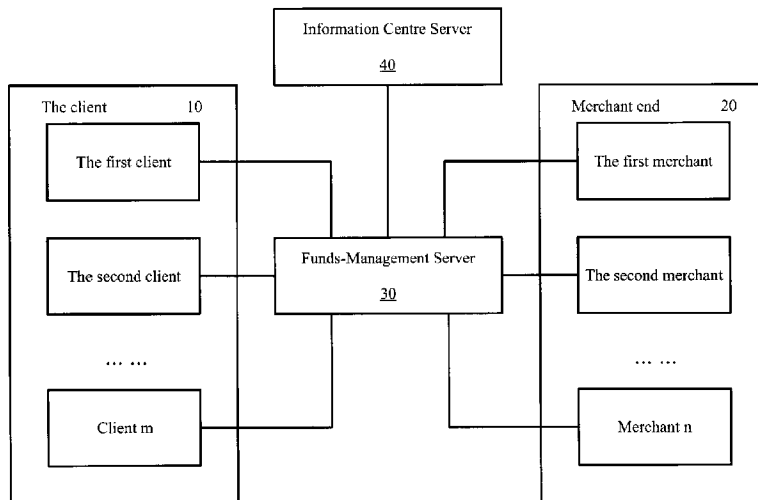 Information Centre Server
40
The client 10
The first client
The second client
... ...
Client m
Funds-Management Server
30
Merchant end 20
The first merchant
The second merchant
... ...
Merchant n